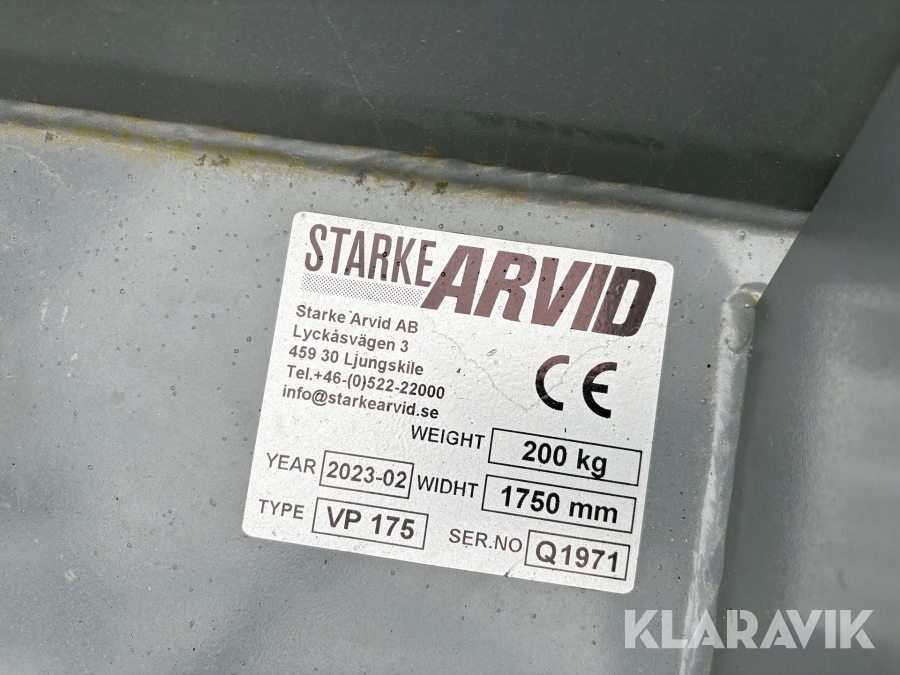 STARKE ARVID
Starke Arvid AB
Lyckåsvägen 3
459 30 Ljungskile
Tel.+46-(0)522-22000
info@starkearvid.se
CE
WEIGHT 200 kg
YEAR 2023-02 WIDHT 1750 mm
TYPE VP 175 SER.NO Q1971
KLARAVIK